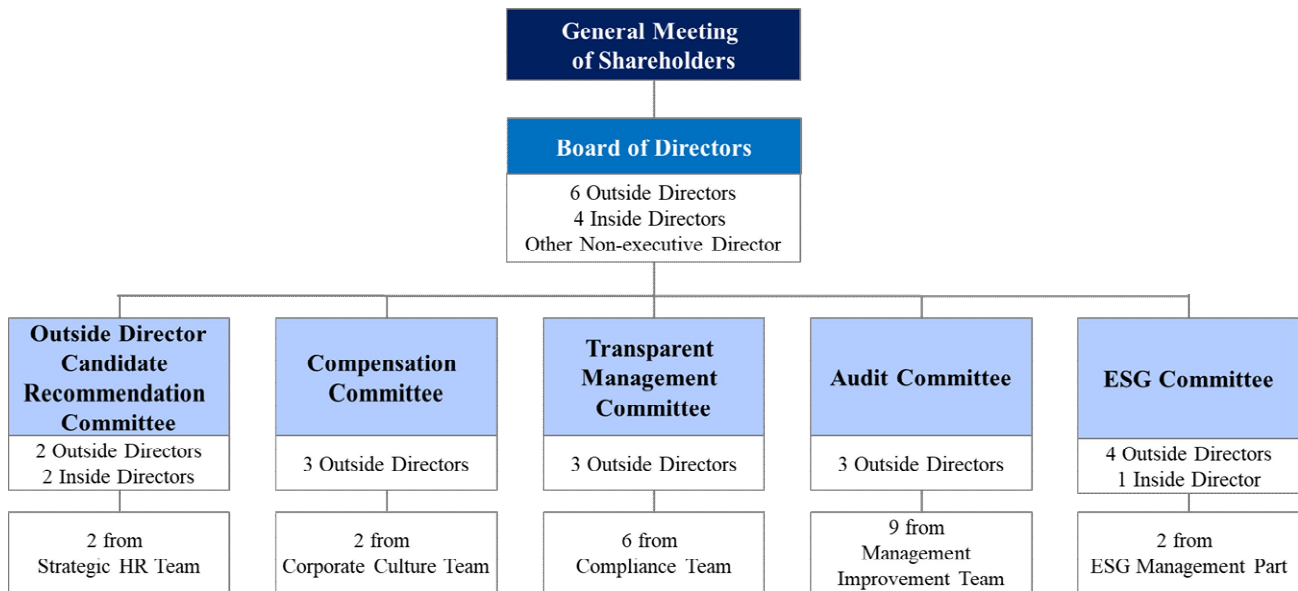 General Meeting
of Shareholders
Board of Directors
6 Outside Directors
4 Inside Directors
Other Non-executive Director
Outside Director
Candidate
Recommendation
Committee
2 Outside Directors
2 Inside Directors
2 from
Strategic HR Team
Compensation
Committee
3 Outside Directors
2 from
Corporate Culture Team
Transparent
Management
Committee
3 Outside Directors
6 from
Compliance Team
Audit Committee
3 Outside Directors
9 from
Management
Improvement Team
ESG Committee
4 Outside Directors
1 Inside Director
2 from
ESG Management Part